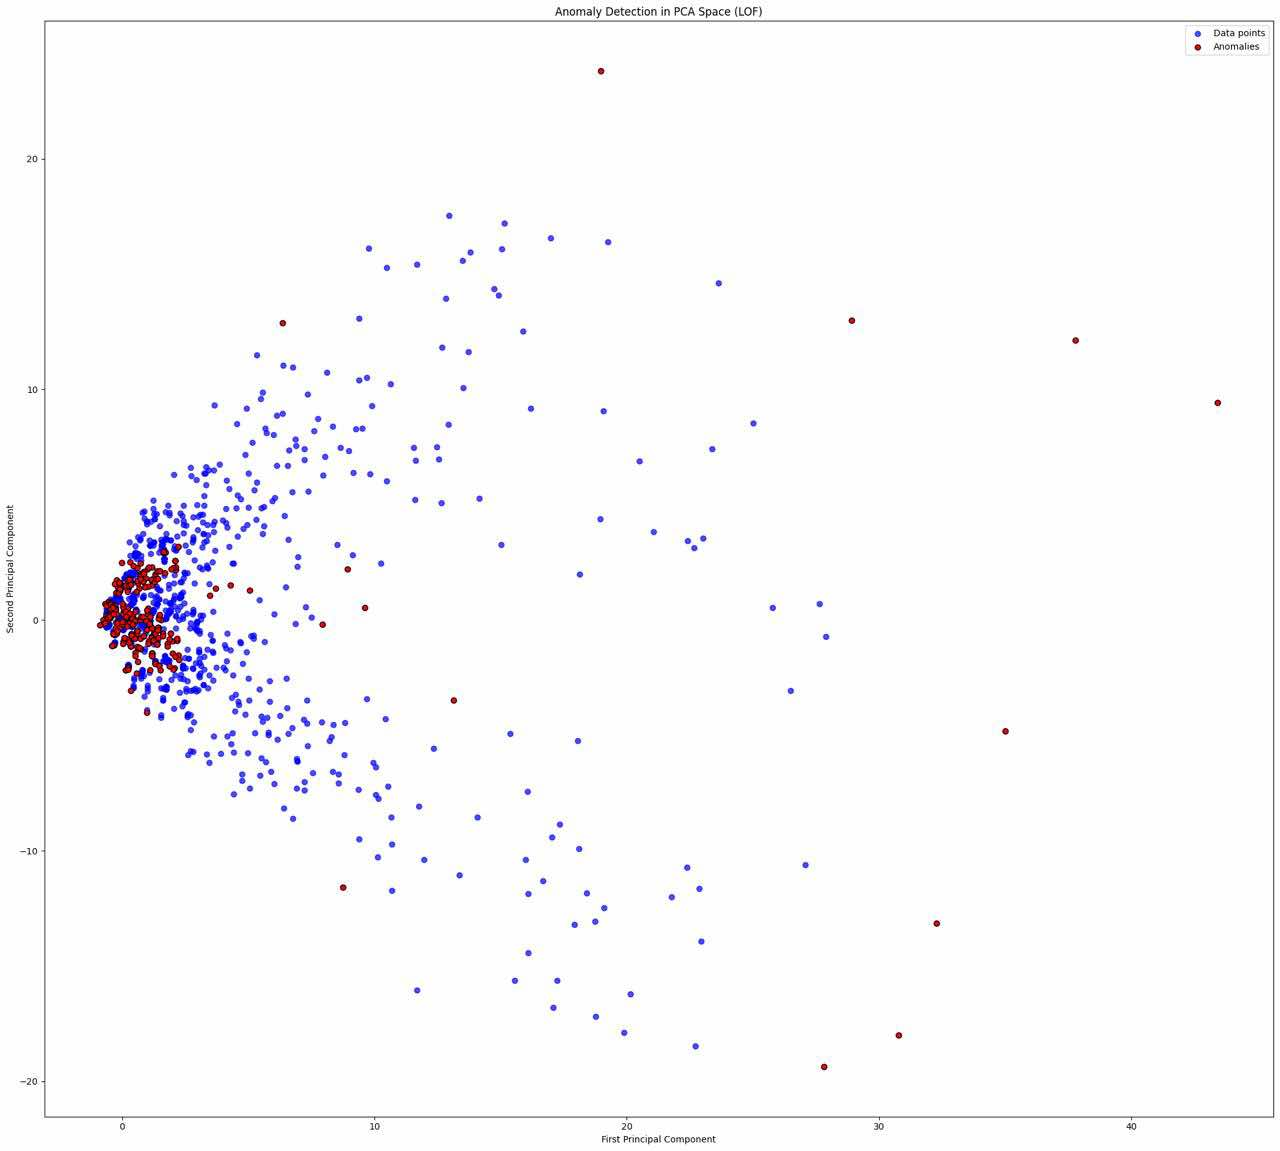 Anomaly Detection in PCA Space (LOF)
Data points
Anomalies
20
10
0
−10
−20
Second Principal Component
0
10
20
30
40
First Principal Component